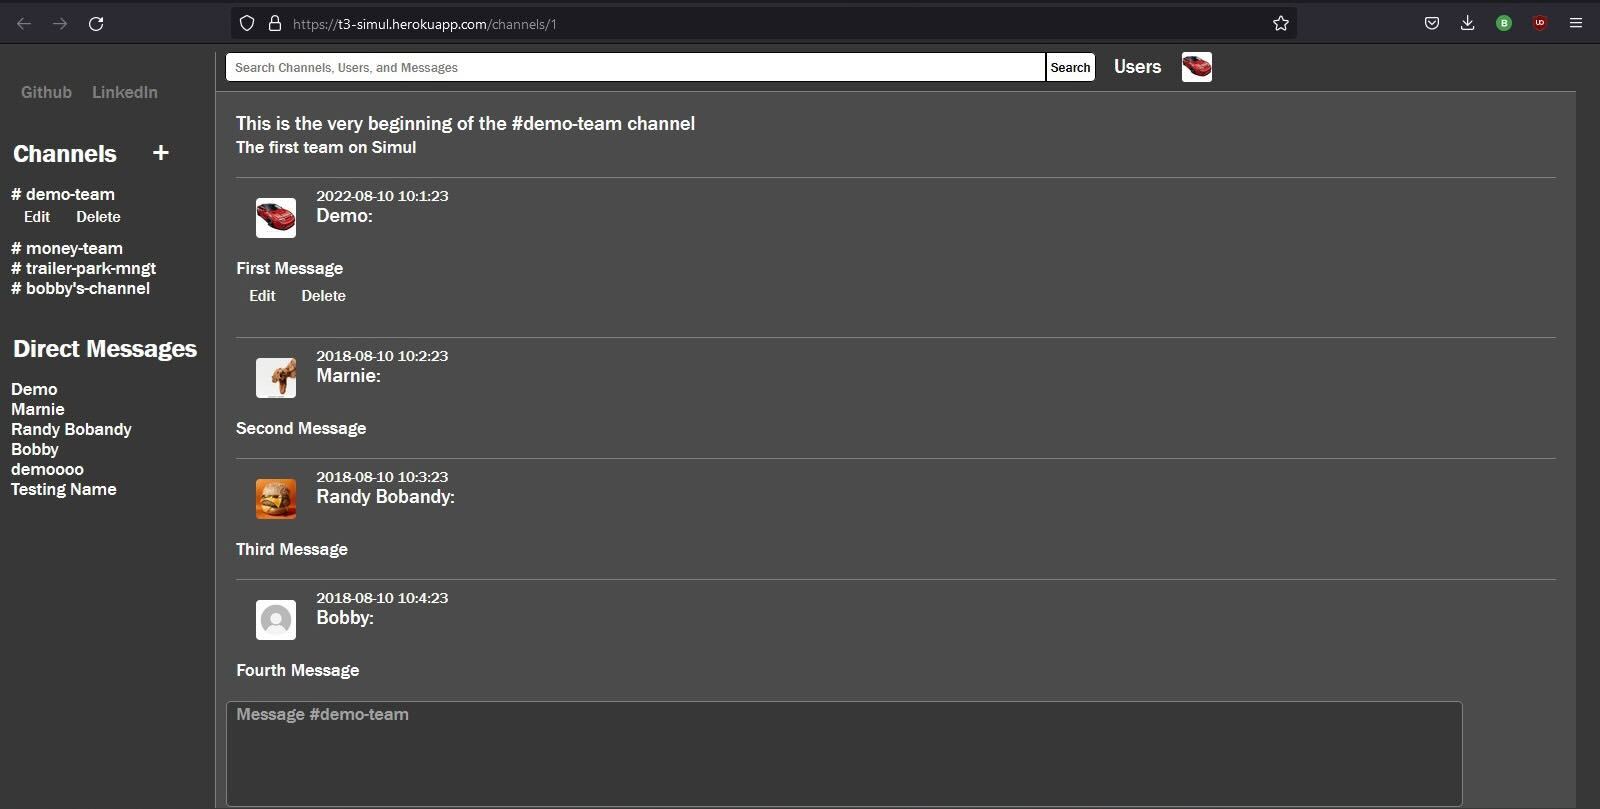 https://t3-simul.herokuapp.com/channels/1
B
UD
Github LinkedIn
Channels +
# demo-team
Edit Delete
# money-team
# trailer-park-mngt
# bobby's-channel
Direct Messages
Demo
Marnie
Randy Bobandy
Bobby
demoooo
Testing Name
Search Channels, Users, and Messages Search Users
This is the very beginning of the #demo-team channel
The first team on Simul
2022-08-10 10:1:23
Demo:
First Message
Edit Delete
2018-08-10 10:2:23
Marnie:
Second Message
2018-08-10 10:3:23
Randy Bobandy:
Third Message
2018-08-10 10:4:23
Bobby:
Fourth Message
Message #demo-team